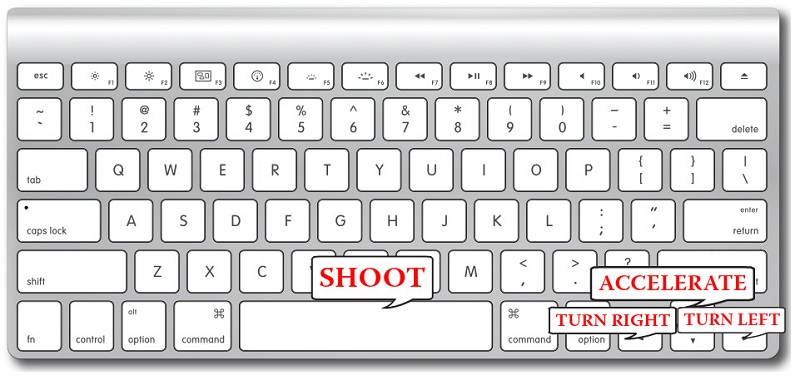 esc F1 F2 F3 F4 F5 F6 F7 F8 F9 F10 F11 F12
~ ! @ # $ % ^ & * ( ) – +
` 1 2 3 4 5 6 7 8 9 0 - = delete
tab Q W E R T Y U I O P { [ } ] | \
caps lock A S D F G H J K L : ; " ' enter return
shift Z X C M < , > . ?
SHOOT
ACCELERATE
TURN RIGHT TURN LEFT
fn control alt option ⌘ command ⌘ command option